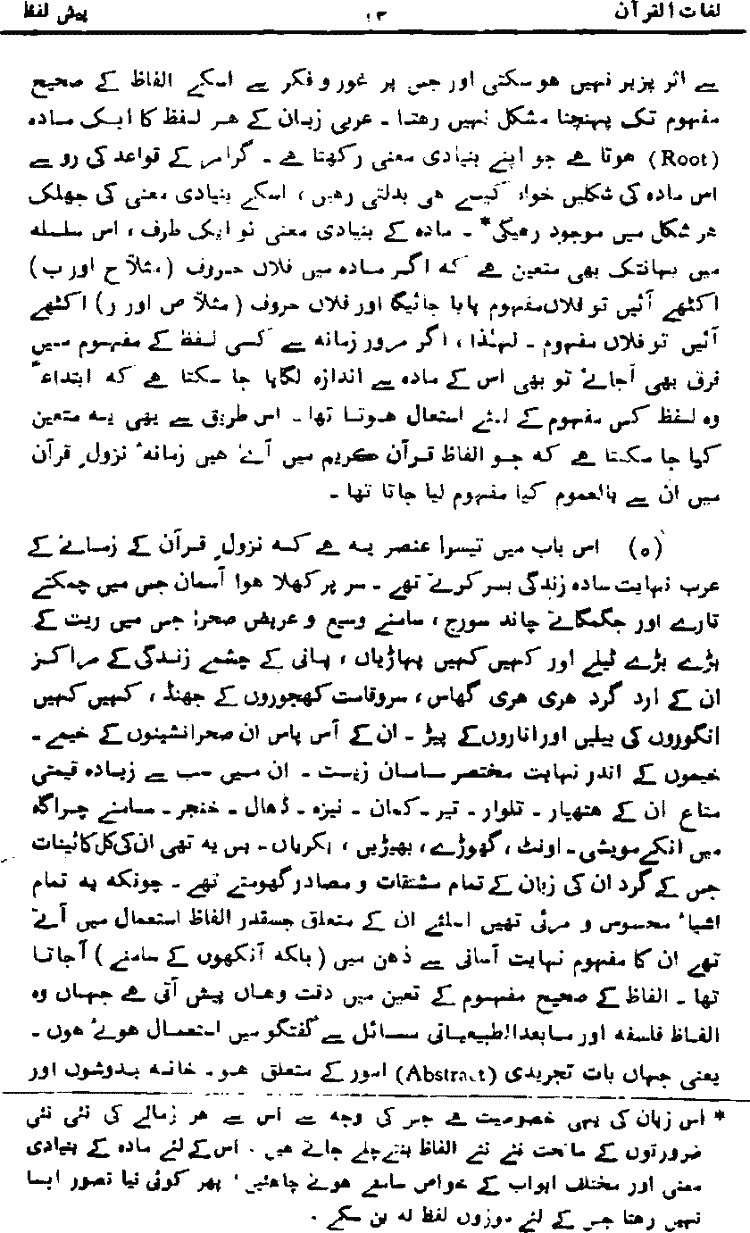 لغات القرآن ۱۳ پیش لفظ
سے اثر پزیر نہیں ہوسکتی اور جس پر غور و فکر سے اسکے الفاظ کے صحیح
مفہوم تک پہنچنا مشکل نہیں رہتا ۔ عربی زبان کے ہر لفظ کا ایک مادہ
(Root) ہوتا ہے جو اپنے بنیادی معنی رکھتا ہے ۔ گرامر کے قواعد کی رو سے
اس مادہ کی شکلیں خواہ کیسے ہی بدلتی رہیں ، اسکے بنیادی معنی کی جھلک
ہر شکل میں موجود رہیگی* ۔ مادہ کے بنیادی معنی تو ایک طرف ، اس سلسلہ
میں یہانتک بھی متعین ہے کہ اگر مادہ میں فلاں حروف (مثلاً ح اور ب)
اکٹھے آئیں تو فلاں مفہوم پایا جائیگا اور فلاں حروف (مثلاً ص اور ر) اکٹھے
آئیں تو فلاں مفہوم ۔ لہٰذا ، اگر مرور زمانہ سے کسی لفظ کے مفہوم میں
فرق بھی آجائے تو بھی اس کے مادہ سے اندازہ لگایا جا سکتا ہے کہ ابتداءً
وہ لفظ کس مفہوم کے لئے استعمال ہوتا تھا ۔ اس طریق سے بھی یہ متعین
کیا جا سکتا ہے کہ جو الفاظ قرآن کریم میں آئے ہیں زمانہٴ نزولِ قرآن
میں ان سے بالعموم کیا مفہوم لیا جاتا تھا ۔
(٥) اس باب میں تیسرا عنصر یہ ہے کہ نزولِ قرآن کے زمانے کے
عرب نہایت سادہ زندگی بسر کرتے تھے ۔ سر پر کھلا ہوا آسمان جس میں چمکتے
تارے اور جگمگاتے چاند سورج ، سامنے وسیع و عریض صحرا جس میں ریت کے
بڑے بڑے ٹیلے اور کہیں کہیں پہاڑیاں ، پانی کے چشمے زندگی کے مراکز
ان کے ارد گرد ہری ہری گھاس ، سروقامت کھجوروں کے جھنڈ ، کہیں کہیں
انگوروں کی بیلیں اور اناروں کے پیڑ ۔ ان کے آس پاس ان صحرا نشینوں کے خیمے ۔
خیموں کے اندر نہایت مختصر سامان زیست ۔ ان میں سب سے زیادہ قیمتی
متاع ان کے ہتھیار ۔ تلوار ۔ تیر ۔ کمان ۔ نیزہ ۔ ڈھال ۔ خنجر ۔ سامنے چراگاہ
میں انکے مویشی ۔ اونٹ ، گھوڑے ، بھیڑیں ، بکریاں ۔ بس یہ تھی ان کی کل کائنات
جس کے گرد ان کی زبان کے تمام مشتقات و مصادر گھومتے تھے ۔ چونکہ یہ تمام
اشیاء محسوس و مرئی تھیں اسلئے ان کے متعلق جسقدر الفاظ استعمال میں آتے
تھے ان کا مفہوم نہایت آسانی سے ذہن میں (بلکہ آنکھوں کے سامنے) آجاتا
تھا ۔ الفاظ کے صحیح مفہوم کے تعین میں دقت وہاں پیش آتی ہے جہاں وہ
الفاظ فلسفہ اور مابعدالطبیعیاتی مسائل سے گفتگو میں استعمال ہوئے ہوں ۔
یعنی جہاں بات تجریدی (Abstract) امور کے متعلق ہو ۔ خانہ بدوشوں اور
* اس زبان کی یہی خصوصیت ہے جس کی وجہ سے اس سے ہر زمانے کی نئی نئی
ضرورتوں کے ماتحت نئے نئے الفاظ بنتے چلے جاتے ہیں ۔ اس کے لئے مادہ کے بنیادی
معنی اور مختلف ابواب کے خواص سامنے ہونے چاہئیں ' پھر کوئی نیا تصور ایسا
نہیں رہتا جس کے لئے موزوں لفظ نہ بن سکے ۔